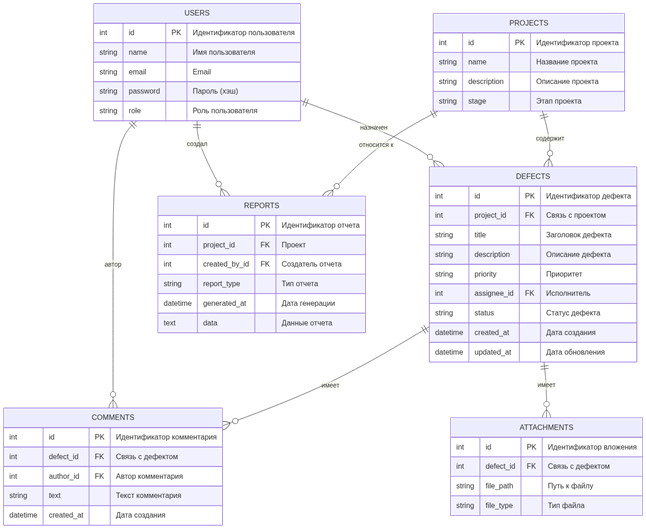 USERS
int id PK Идентификатор пользователя
string name Имя пользователя
string email Email
string password Пароль (хэш)
string role Роль пользователя
PROJECTS
int id PK Идентификатор проекта
string name Название проекта
string description Описание проекта
string stage Этап проекта
назначен
создал
относится к
содержит
DEFECTS
int id PK Идентификатор дефекта
int project_id FK Связь с проектом
string title Заголовок дефекта
string description Описание дефекта
string priority Приоритет
int assignee_id FK Исполнитель
string status Статус дефекта
datetime created_at Дата создания
datetime updated_at Дата обновления
REPORTS
int id PK Идентификатор отчета
int project_id FK Проект
int created_by_id FK Создатель отчета
string report_type Тип отчета
datetime generated_at Дата генерации
text data Данные отчета
автор
имеет
имеет
COMMENTS
int id PK Идентификатор комментария
int defect_id FK Связь с дефектом
int author_id FK Автор комментария
string text Текст комментария
datetime created_at Дата создания
ATTACHMENTS
int id PK Идентификатор вложения
int defect_id FK Связь с дефектом
string file_path Путь к файлу
string file_type Тип файла